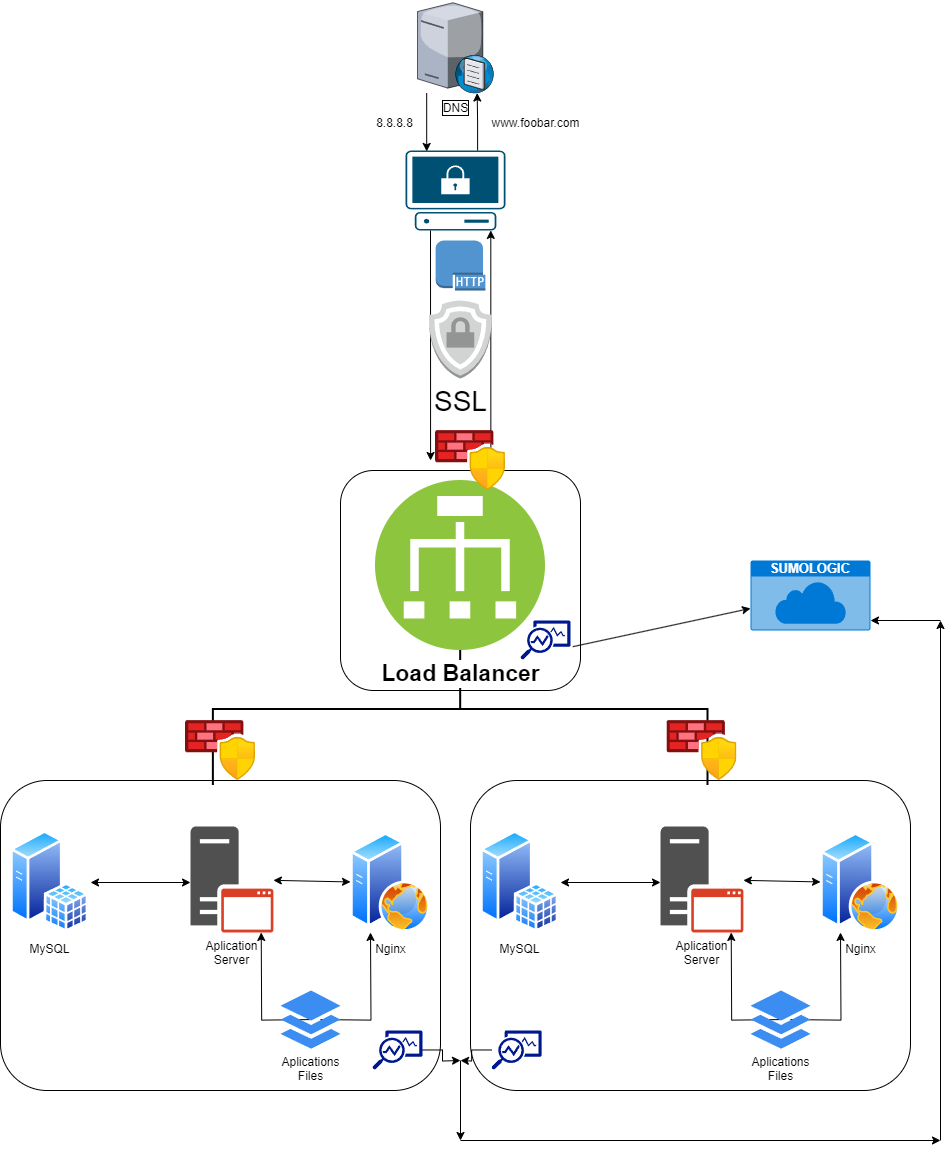 DNS
8.8.8.8
www.foobar.com
HTTP
SSL
SUMOLOGIC
Load Balancer
MySQL
Aplication
Server
Nginx
Aplications
Files
MySQL
Aplication
Server
Nginx
Aplications
Files